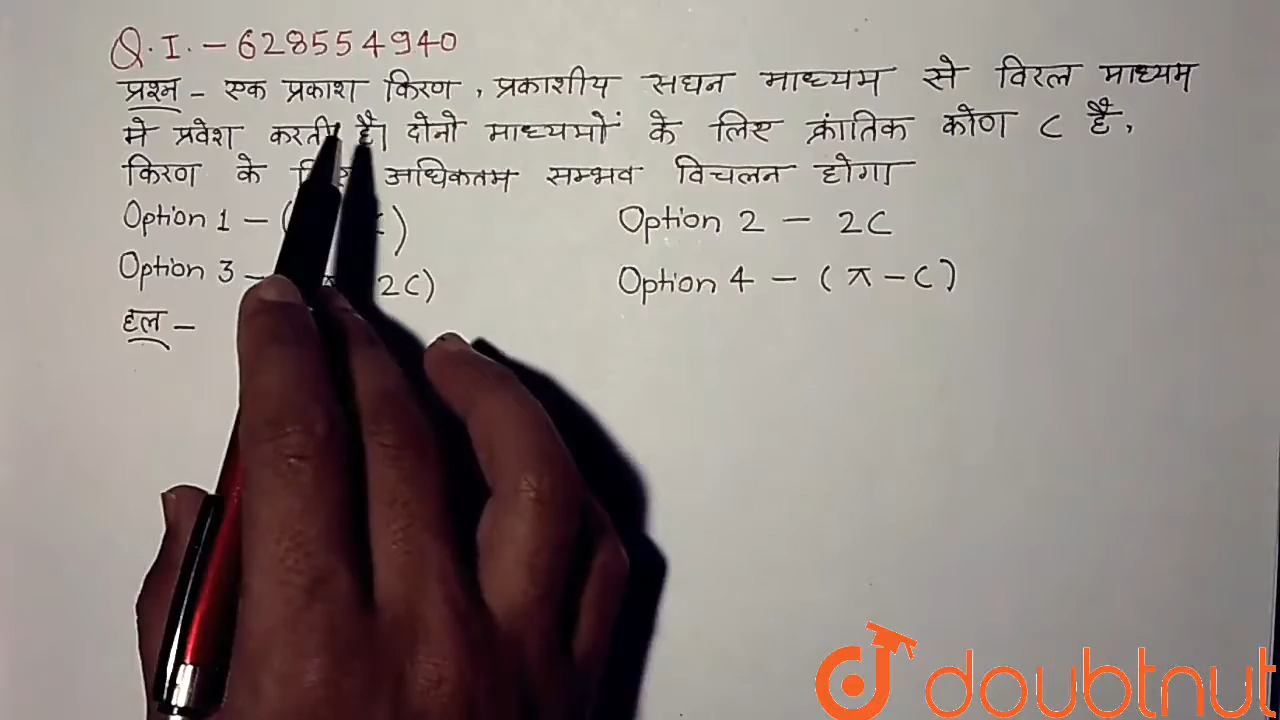 Q.I. - 628554940
प्रश्न - एक प्रकाश किरण, प्रकाशीय सघन माध्यम से विरल माध्यम
मे प्रवेश करती है। दोनो माध्यमों के लिए क्रांतिक कोण C है,
किरण के अधिकतम सम्भव विचलन होगा
Option 1 - ( )
Option 2 - 2C
Option 3 - 2C)
Option 4 - (π - C)
हल -
doubtnut